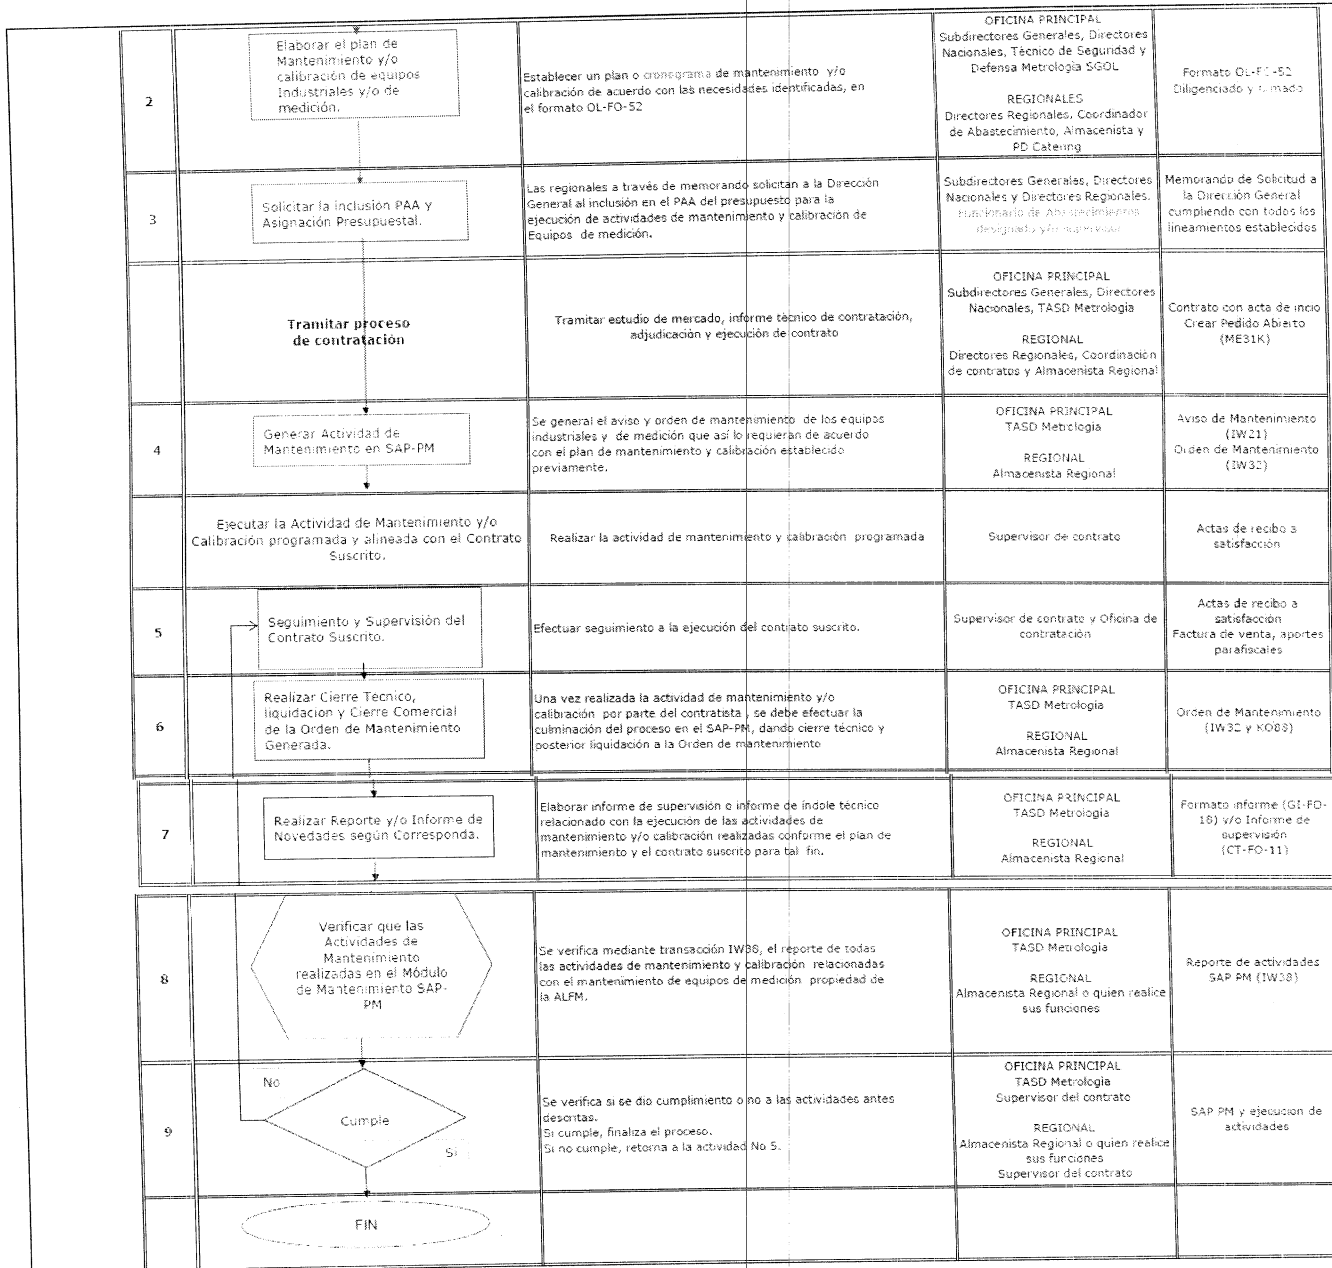 2
Elaborar el plan de
Mantenimiento y/o
calibración de equipos
Industriales y/o de
medición.
Establecer un plan o cronograma de mantenimiento y/o
calibración de acuerdo con las necesidades identificadas, en
el formato OL-FO-52
OFICINA PRINCIPAL
Subdirectores Generales, Directores
Nacionales, Técnico de Seguridad y
Defensa Metrología SGOL
REGIONALES
Directores Regionales, Coordinador
de Abastecimiento, Almacenista y
PD Catering
Formato OL-FO-52
Diligenciado y firmado
3
Solicitar la inclusión PAA y
Asignación Presupuestal.
Las regionales a través de memorando solicitan a la Dirección
General al inclusión en el PAA del presupuesto para la
ejecución de actividades de mantenimiento y calibración de
Equipos de medición.
Subdirectores Generales, Directores
Nacionales y Directores Regionales.
Funcionario de Abastecimientos
designado y/o supervisor
Memorando de Solicitud a
la Dirección General
cumpliendo con todos los
lineamientos establecidos
Tramitar proceso
de contratación
Tramitar estudio de mercado, informe técnico de contratación,
adjudicación y ejecución de contrato
OFICINA PRINCIPAL
Subdirectores Generales, Directores
Nacionales, TASD Metrología
REGIONAL
Directores Regionales, Coordinación
de contratos y Almacenista Regional
Contrato con acta de incio
Crear Pedido Abierto
(ME31K)
4
Generar Actividad de
Mantenimiento en SAP-PM
Se general el aviso y orden de mantenimiento de los equipos
industriales y de medición que así lo requieran de acuerdo
con el plan de mantenimiento y calibración establecido
previamente.
OFICINA PRINCIPAL
TASD Metrología
REGIONAL
Almacenista Regional
Aviso de Mantenimiento
(IW21)
Orden de Mantenimiento
(IW32)
Ejecutar la Actividad de Mantenimiento y/o
Calibración programada y alineada con el Contrato
Suscrito.
Realizar la actividad de mantenimiento y calibración programada
Supervisor de contrato
Actas de recibo a
satisfacción
5
Seguimiento y Supervisión del
Contrato Suscrito.
Efectuar seguimiento a la ejecución del contrato suscrito.
Supervisor de contrato y Oficina de
contratación
Actas de recibo a
satisfacción
Factura de venta, aportes
parafiscales
6
Realizar Cierre Técnico,
liquidacion y Cierre Comercial
de la Orden de Mantenimiento
Generada.
Una vez realizada la actividad de mantenimiento y/o
calibración por parte del contratista , se debe efectuar la
culminación del proceso en el SAP-PM, dando cierre técnico y
posterior liquidación a la Orden de mantenimiento
OFICINA PRINCIPAL
TASD Metrología
REGIONAL
Almacenista Regional
Orden de Mantenimiento
(IW32 y KO88)
7
Realizar Reporte y/o Informe de
Novedades según Corresponda.
Elaborar informe de supervisión o informe de índole técnico
relacionado con la ejecución de las actividades de
mantenimiento y/o calibración realizadas conforme el plan de
mantenimiento y el contrato suscrito para tal fin.
OFICINA PRINCIPAL
TASD Metrología
REGIONAL
Almacenista Regional
Formato informe (GI-FO-
18) y/o Informe de
supervisión
(CT-FO-11)
8
Verificar que las
Actividades de
Mantenimiento
realizadas en el Módulo
de Mantenimiento SAP-
PM
Se verifica mediante transacción IW38, el reporte de todas
las actividades de mantenimiento y calibración relacionadas
con el mantenimiento de equipos de medición propiedad de
la ALFM.
OFICINA PRINCIPAL
TASD Metrología
REGIONAL
Almacenista Regional o quien realice
sus funciones
Reporte de actividades
SAP PM (IW38)
9
No
Cumple
Si
Se verifica si se dio cumplimiento o no a las actividades antes
descritas.
Si cumple, finaliza el proceso.
Si no cumple, retorna a la actividad No 5.
OFICINA PRINCIPAL
TASD Metrología
Supervisor del contrato
REGIONAL
Almacenista Regional o quien realice
sus funciones
Supervisor del contrato
SAP PM y ejecución de
actividades
FIN